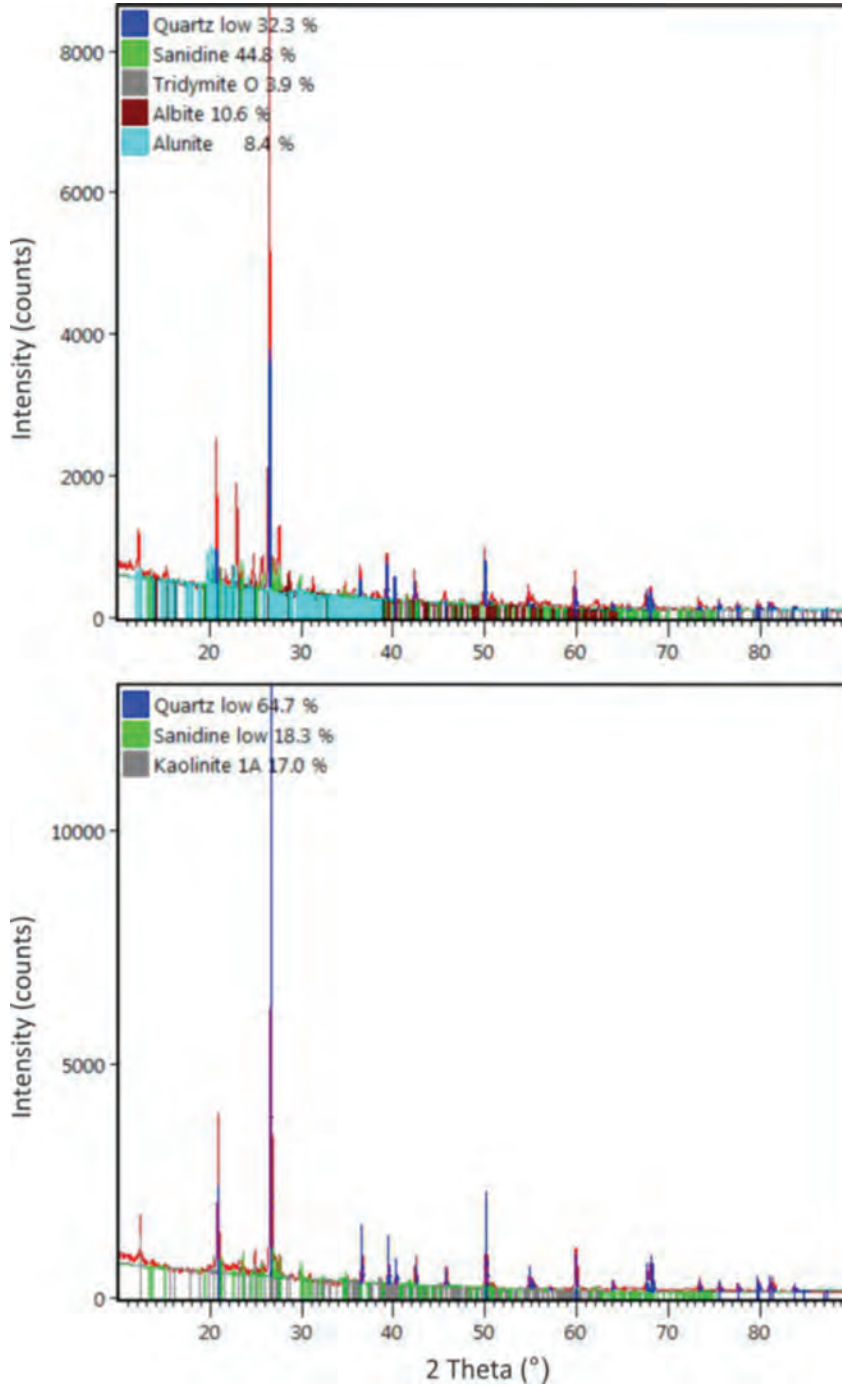 Quartz low 32.3 %
Sanidine 44.8 %
Tridymite O 3.9 %
Albite 10.6 %
Alunite 8.4 %
8000
6000
4000
2000
0
Intensity (counts)
20 30 40 50 60 70 80
Quartz low 64.7 %
Sanidine low 18.3 %
Kaolinite 1A 17.0 %
10000
5000
0
Intensity (counts)
20 30 40 50 60 70 80
2 Theta (°)